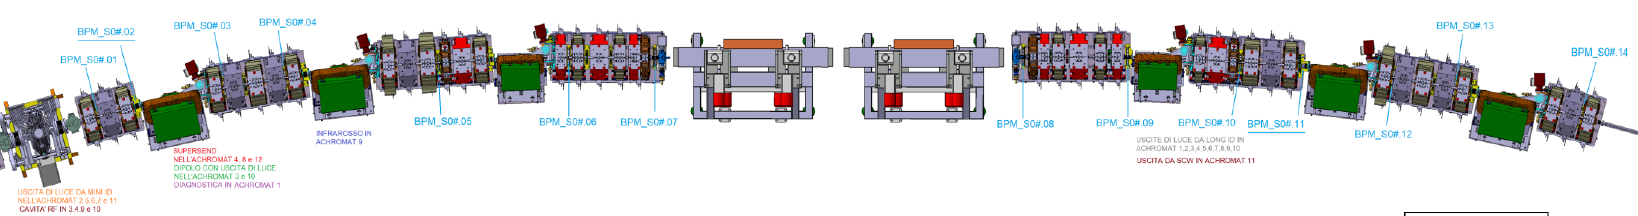 BPM_S0#.01
BPM_S0#.02
BPM_S0#.03
BPM_S0#.04
BPM_S0#.05
BPM_S0#.06
BPM_S0#.07
BPM_S0#.08
BPM_S0#.09
BPM_S0#.10
BPM_S0#.11
BPM_S0#.12
BPM_S0#.13
BPM_S0#.14
USCITA DI LUCE DA MINI ID
NELL'ACHROMAT 2,5,6,7 e 11
CAVITA' RF IN 3,4,9 e 10
SUPERBEND
NELL'ACHROMAT 4, 8 e 12
DIPOLO CON USCITA DI LUCE
NELL'ACHROMAT 3 e 10
DIAGNOSTICA IN ACHROMAT 1
INFRAROSSO IN
ACHROMAT 9
USCITE DI LUCE DA LONG ID IN
ACHROMAT 1,2,3,4,5,6,7,8,9,10
USCITA DA SCW IN ACHROMAT 11